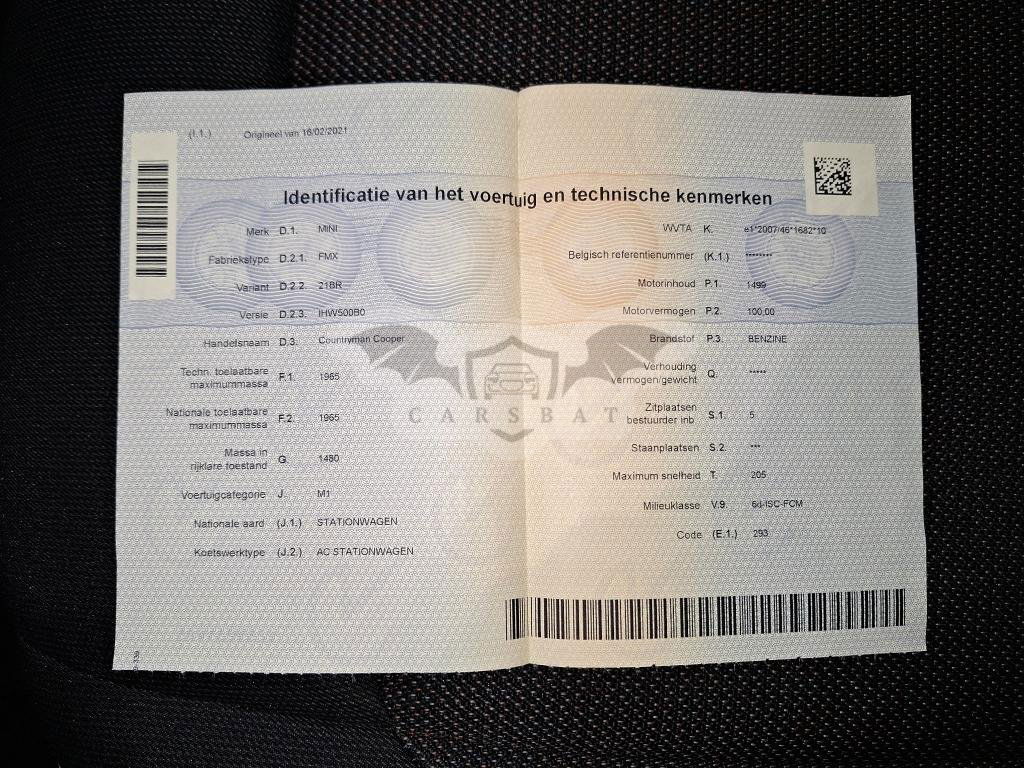 (I.1.) Origineel van 16/02/2021
Identificatie van het voertuig en technische kenmerken
Merk D.1. MINI
Fabriekstype D.2.1. FMX
Variant D.2.2. 21BR
Versie D.2.3. IHW500B0
Handelsnaam D.3. Countryman Cooper
Techn. toelaatbare
maximummassa F.1. 1965
Nationale toelaatbare
maximummassa F.2. 1965
Massa in
rijklare toestand G. 1480
Voertuigcategorie J. M1
Nationale aard (J.1.) STATIONWAGEN
Koetswerktype (J.2.) AC STATIONWAGEN
WVTA K. e1*2007/46*1682*10
Belgisch referentienummer (K.1.) ********
Motorinhoud P.1. 1499
Motorvermogen P.2. 100,00
Brandstof P.3. BENZINE
Verhouding
vermogen/gewicht Q. *****
Zitplaatsen
bestuurder inb. S.1. 5
Staanplaatsen S.2. ***
Maximum snelheid T. 205
Milieuklasse V.9. 6d-ISC-FCM
Code (E.1.) 293
CARSBAT